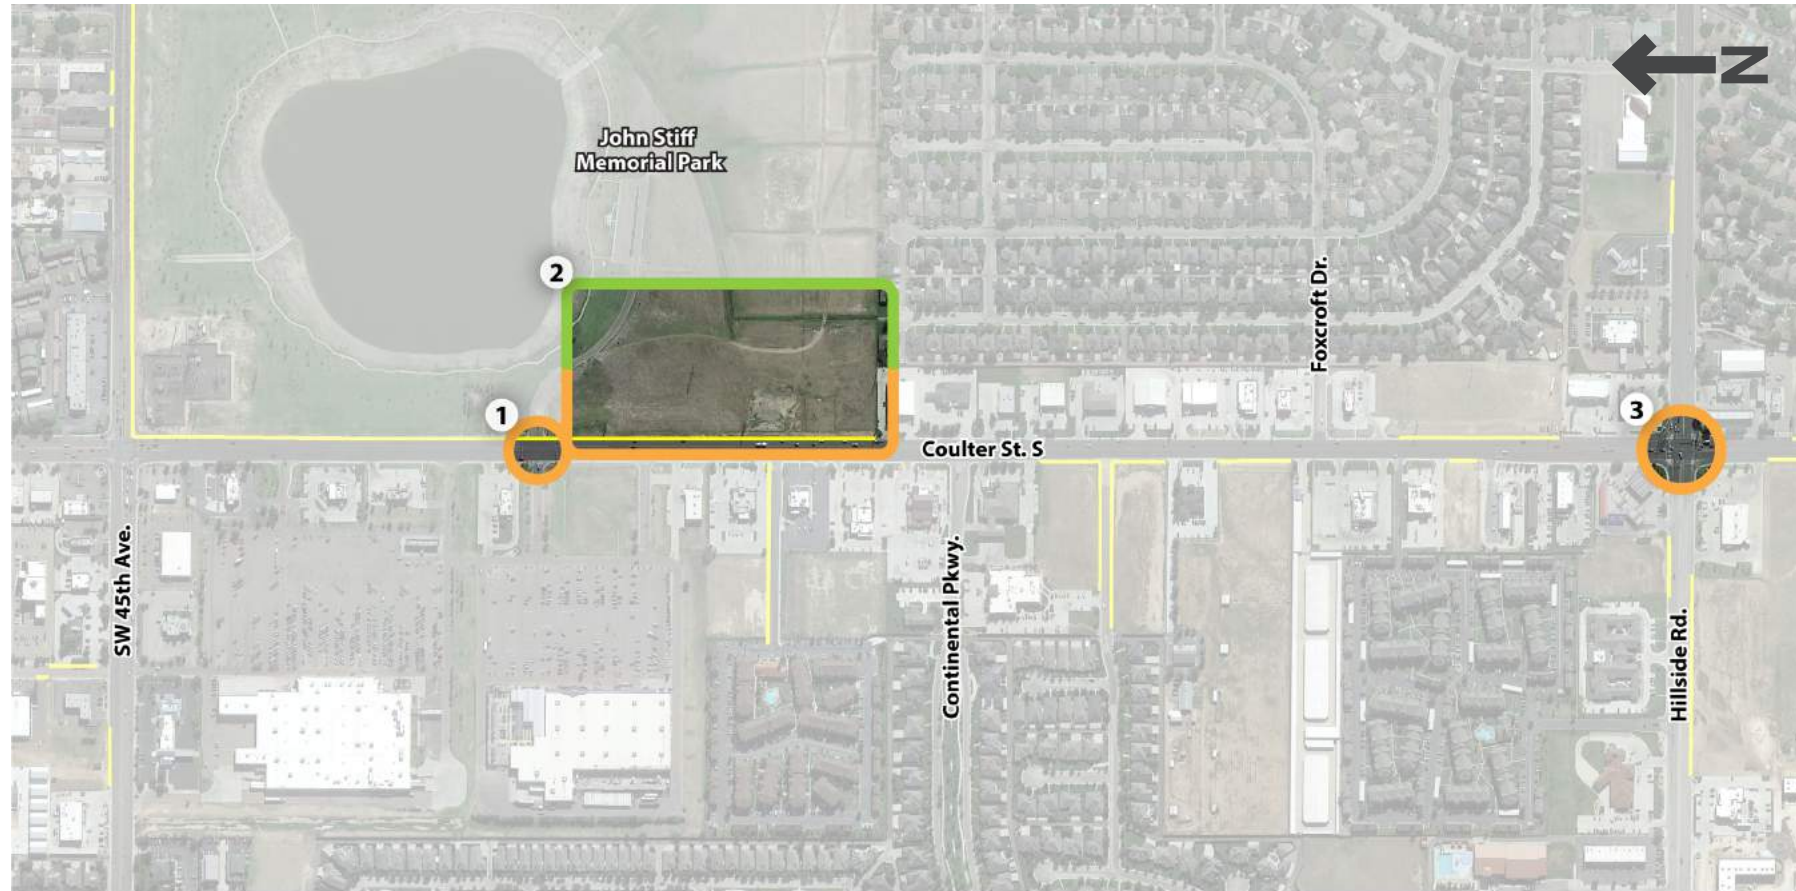 N
John Stiff
Memorial Park
2
Foxcroft Dr.
1
3
Coulter St. S
SW 45th Ave.
Continental Pkwy.
Hillside Rd.